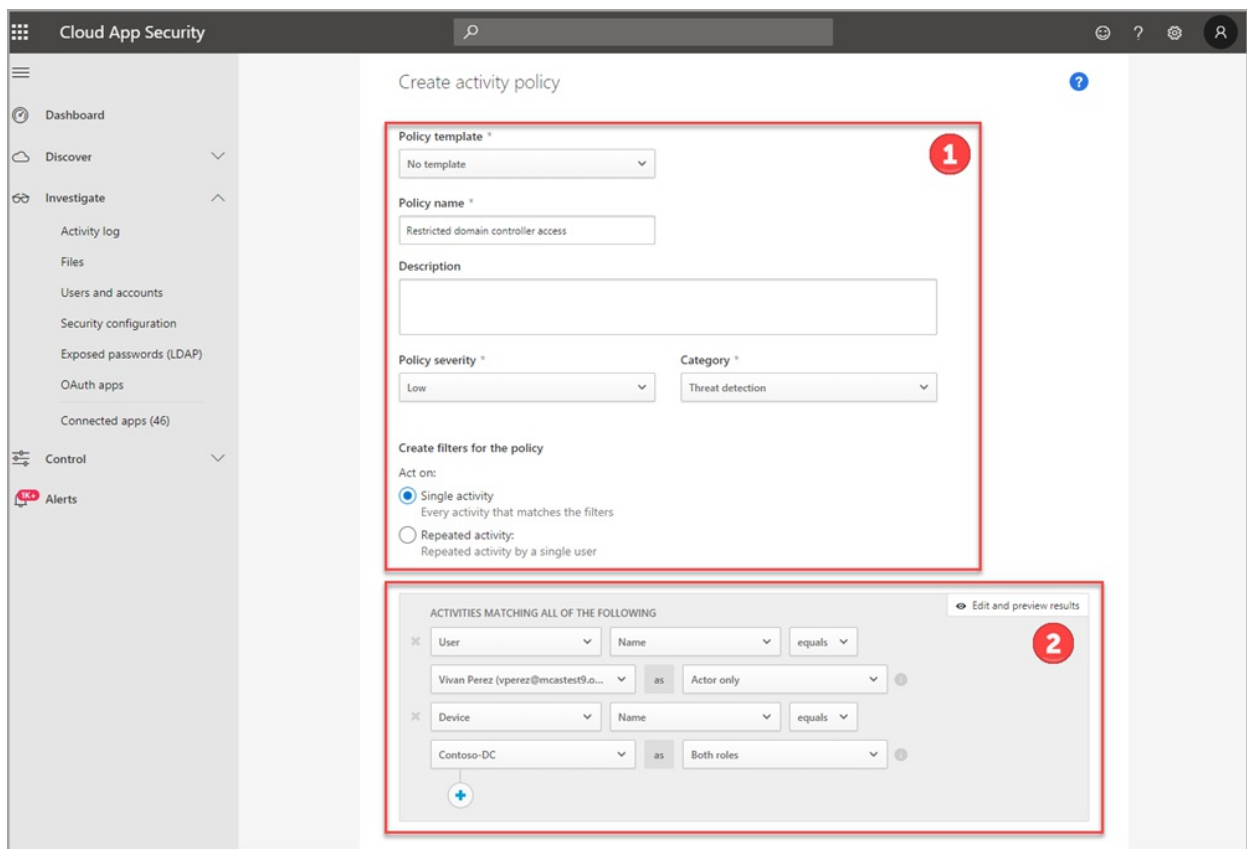 Cloud App Security
?
Create activity policy
?
Dashboard
Discover
Investigate
Activity log
Files
Users and accounts
Security configuration
Exposed passwords (LDAP)
OAuth apps
Connected apps (46)
Control
1K+
Alerts
1
Policy template *
No template
Policy name *
Restricted domain controller access
Description
Policy severity * Category *
Low Threat detection
Create filters for the policy
Act on:
Single activity
Every activity that matches the filters
Repeated activity:
Repeated activity by a single user
Edit and preview results
2
ACTIVITIES MATCHING ALL OF THE FOLLOWING
User Name equals
Vivan Perez (vperez@mcastest9.o... as Actor only
Device Name equals
Contoso-DC as Both roles